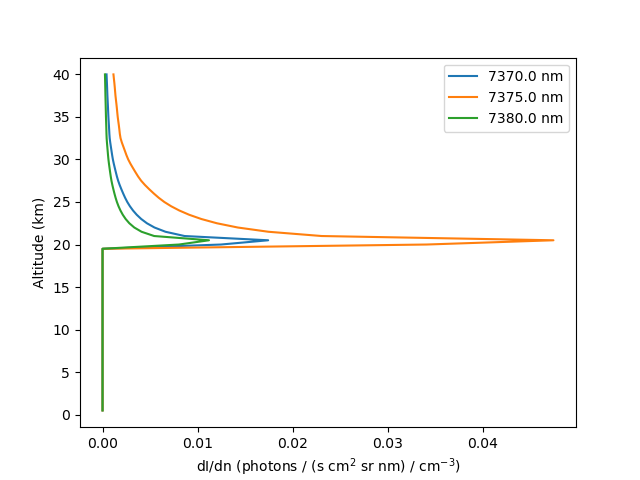 7370.0 nm
7375.0 nm
7380.0 nm
Altitude (km)
40
35
30
25
20
15
10
5
0
0.00 0.01 0.02 0.03 0.04
dI/dn (photons / (s cm² sr nm) / cm⁻³)